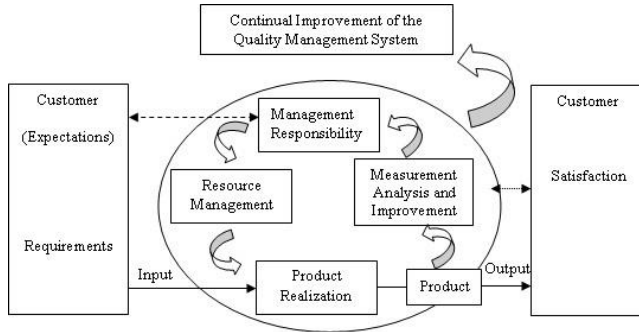 Continual Improvement of the
Quality Management System
Customer
(Expectations)
Requirements
Management
Responsibility
Resource
Management
Measurement
Analysis and
Improvement
Customer
Satisfaction
Input
Product
Realization
Product
Output